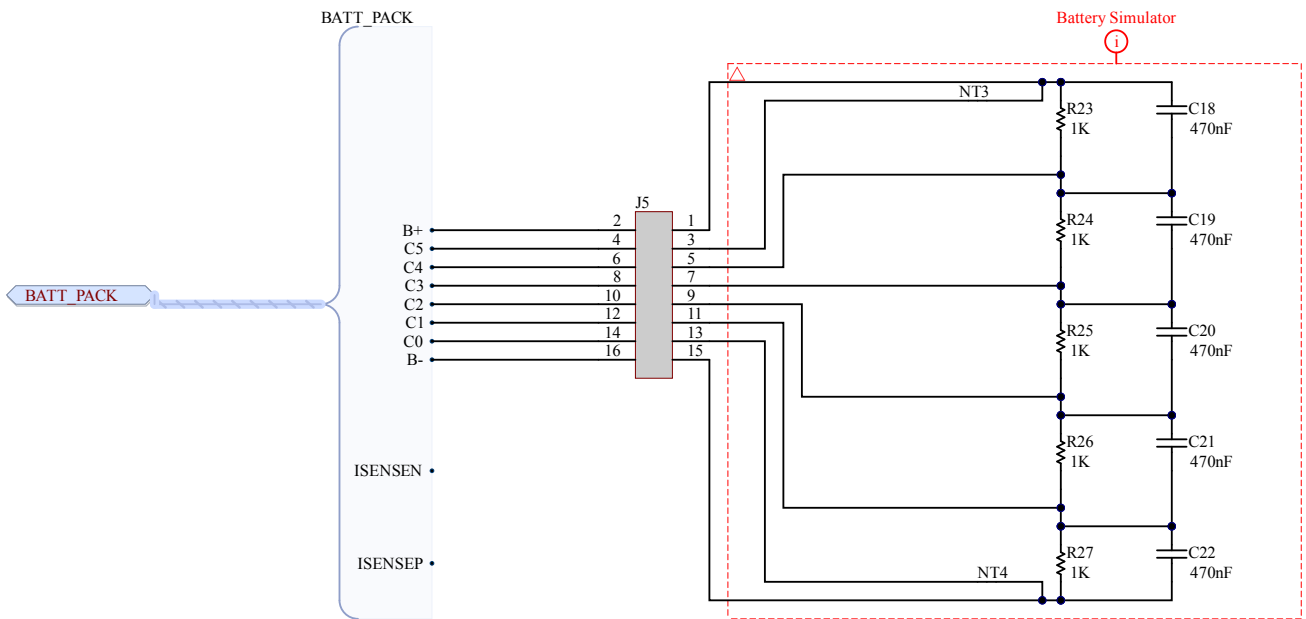 BATT_PACK
Battery Simulator
i
NT3
R23
1K
C18
470nF
J5
B+ 2 1
C5 4 3
C4 6 5
C3 8 7
C2 10 9
C1 12 11
C0 14 13
B- 16 15
R24
1K
C19
470nF
BATT_PACK
R25
1K
C20
470nF
R26
1K
C21
470nF
ISENSEN
ISENSEP
NT4
R27
1K
C22
470nF